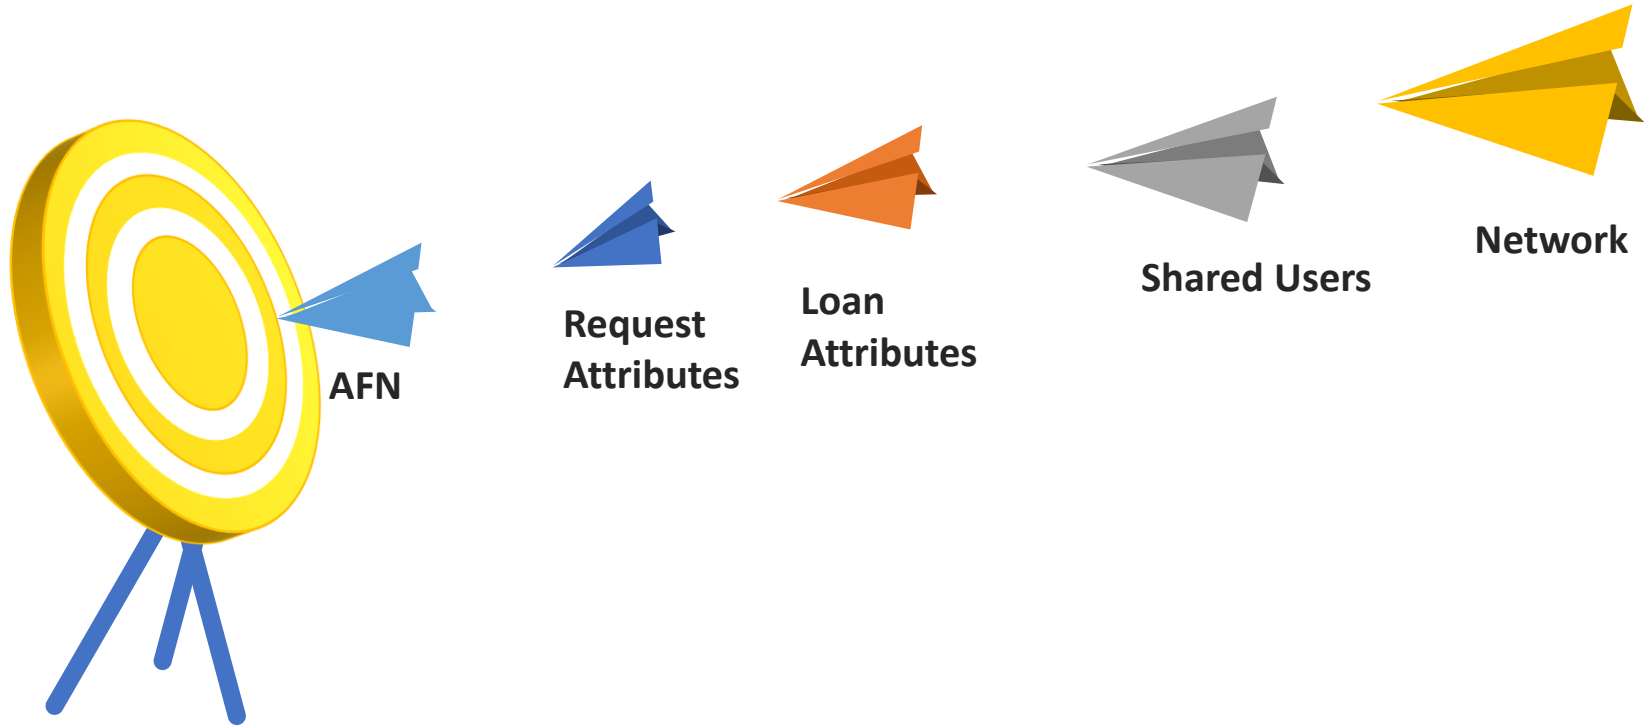 AFN
Request
Attributes
Loan
Attributes
Shared Users
Network